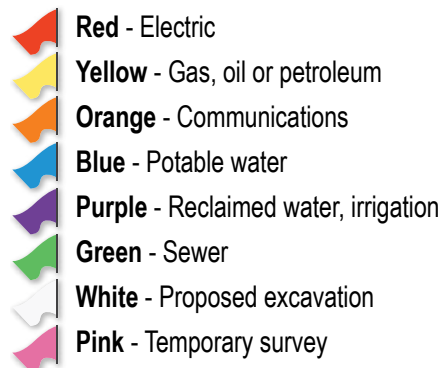 Red - Electric
Yellow - Gas, oil or petroleum
Orange - Communications
Blue - Potable water
Purple - Reclaimed water, irrigation
Green - Sewer
White - Proposed excavation
Pink - Temporary survey